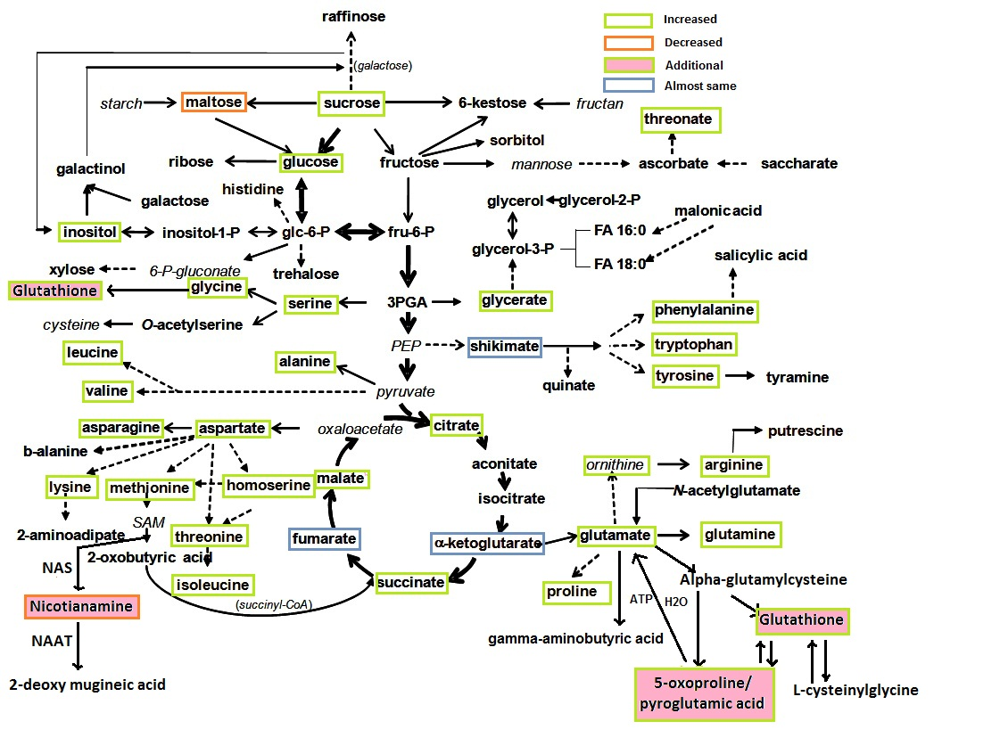 raffinose
Increased
Decreased
Additional
Almost same
(galactose)
starch
maltose
sucrose
6-kestose
fructan
threonate
sorbitol
galactinol
ribose
glucose
fructose
mannose
ascorbate
saccharate
histidine
galactose
glycerol
glycerol-2-P
malonic acid
inositol
inositol-1-P
glc-6-P
fru-6-P
FA 16:0
glycerol-3-P
FA 18:0
salicylic acid
xylose
6-P-gluconate
trehalose
Glutathione
glycine
serine
3PGA
glycerate
phenylalanine
cysteine
O-acetylserine
PEP
shikimate
tryptophan
leucine
alanine
tyrosine
tyramine
valine
pyruvate
quinate
asparagine
aspartate
oxaloacetate
citrate
putrescine
b-alanine
aconitate
ornithine
arginine
lysine
methjonine
homoserine
malate
isocitrate
N-acetylglutamate
SAM
2-aminoadipate
threonine
fumarate
α-ketoglutarate
glutamate
glutamine
2-oxobutyric acid
NAS
isoleucine
succinate
proline
Alpha-glutamylcysteine
Nicotianamine
(succinyl-CoA)
ATP
H2O
Glutathione
NAAT
gamma-aminobutyric acid
2-deoxy mugineic acid
5-oxoproline/
pyroglutamic acid
L-cysteinylglycine